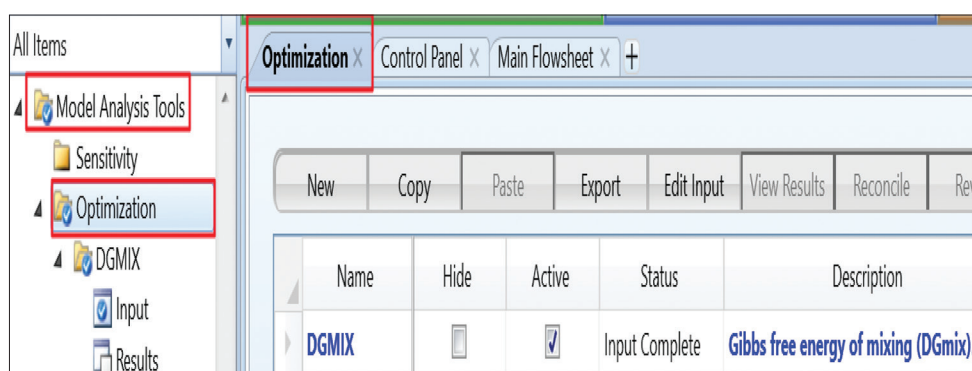 All Items
Optimization × Control Panel × Main Flowsheet × +
Model Analysis Tools
Sensitivity
Optimization
DGMIX
Input
Results
New Copy Paste Export Edit Input View Results Reconcile
Name Hide Active Status Description
DGMIX Input Complete Gibbs free energy of mixing (DGmix)